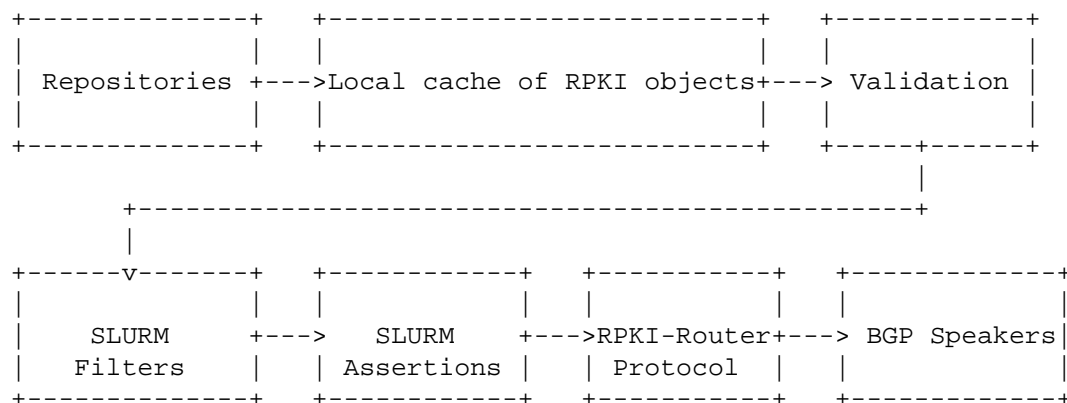 Repositories
Local cache of RPKI objects
Validation
SLURM
Filters
SLURM
Assertions
RPKI-Router
Protocol
BGP Speakers